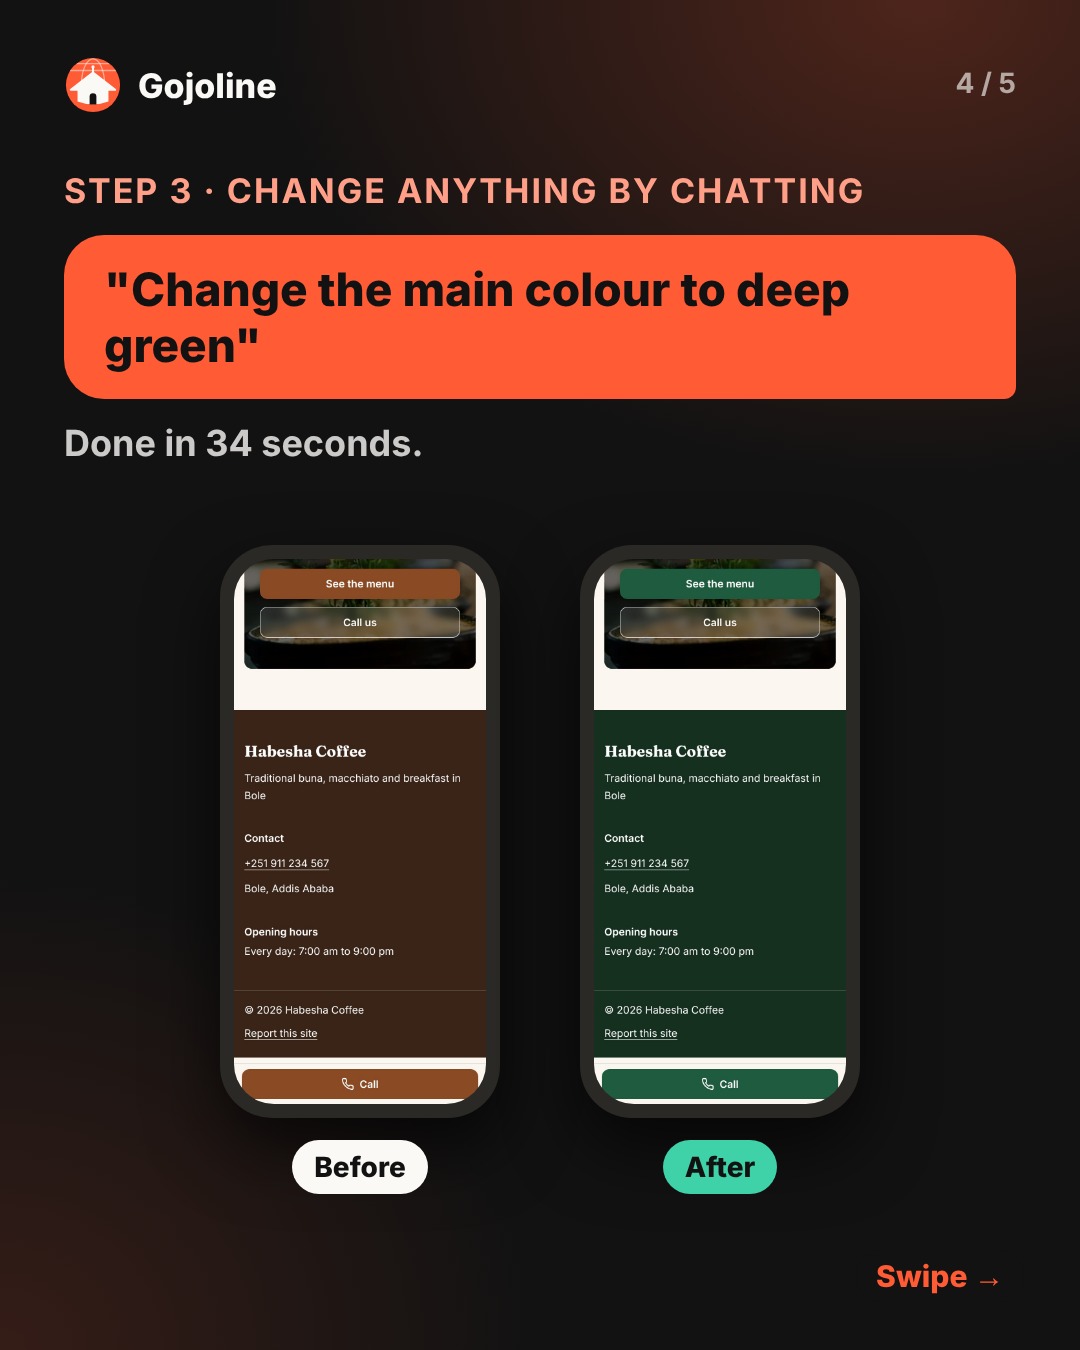 Gojoline
4 / 5
STEP 3 · CHANGE ANYTHING BY CHATTING
"Change the main colour to deep
green"
Done in 34 seconds.
See the menu
Call us
Habesha Coffee
Traditional buna, macchiato and breakfast in
Bole
Contact
+251 911 234 567
Bole, Addis Ababa
Opening hours
Every day: 7:00 am to 9:00 pm
© 2026 Habesha Coffee
Report this site
Call
Before
See the menu
Call us
Habesha Coffee
Traditional buna, macchiato and breakfast in
Bole
Contact
+251 911 234 567
Bole, Addis Ababa
Opening hours
Every day: 7:00 am to 9:00 pm
© 2026 Habesha Coffee
Report this site
Call
After
Swipe →